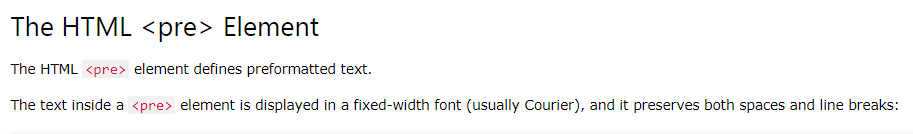 The HTML <pre> Element
The HTML <pre> element defines preformatted text.
The text inside a <pre> element is displayed in a fixed-width font (usually Courier), and it preserves both spaces and line breaks: